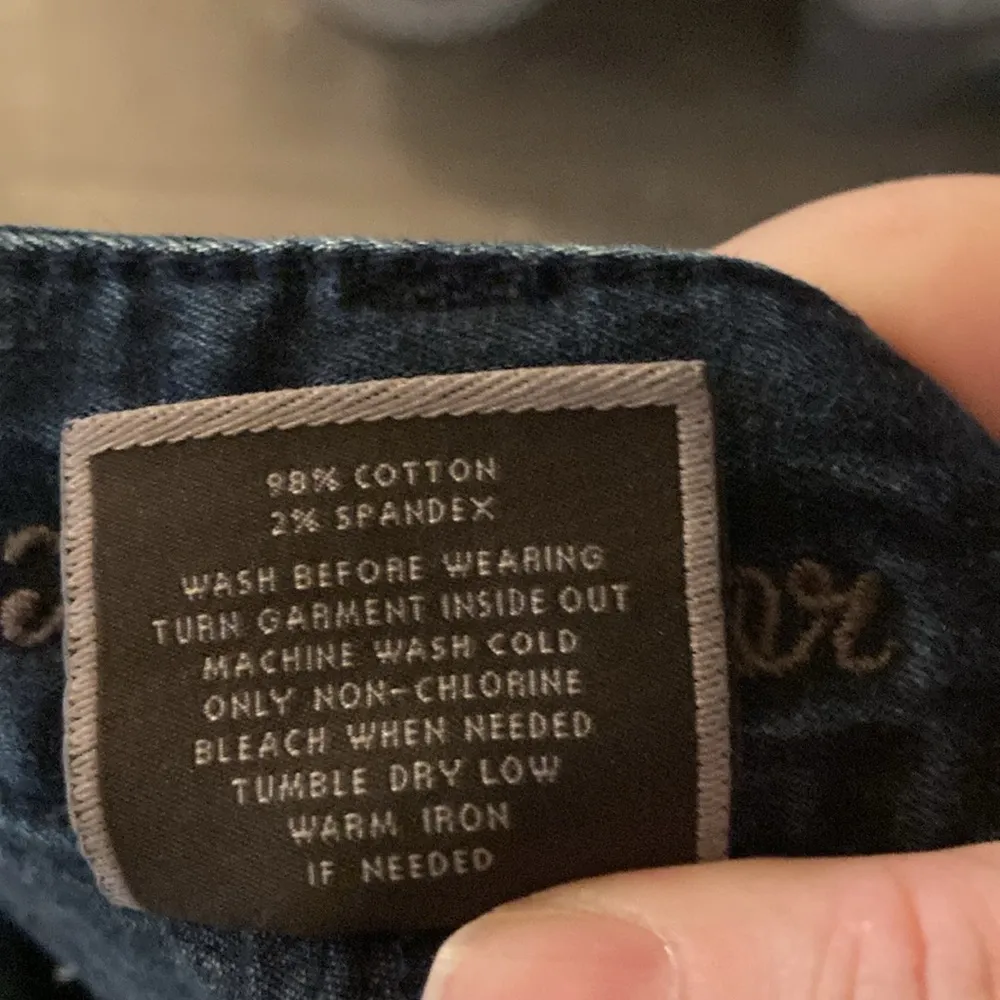 98% COTTON
2% SPANDEX
WASH BEFORE WEARING
TURN GARMENT INSIDE OUT
MACHINE WASH COLD
ONLY NON-CHLORINE
BLEACH WHEN NEEDED
TUMBLE DRY LOW
WARM IRON
IF NEEDED